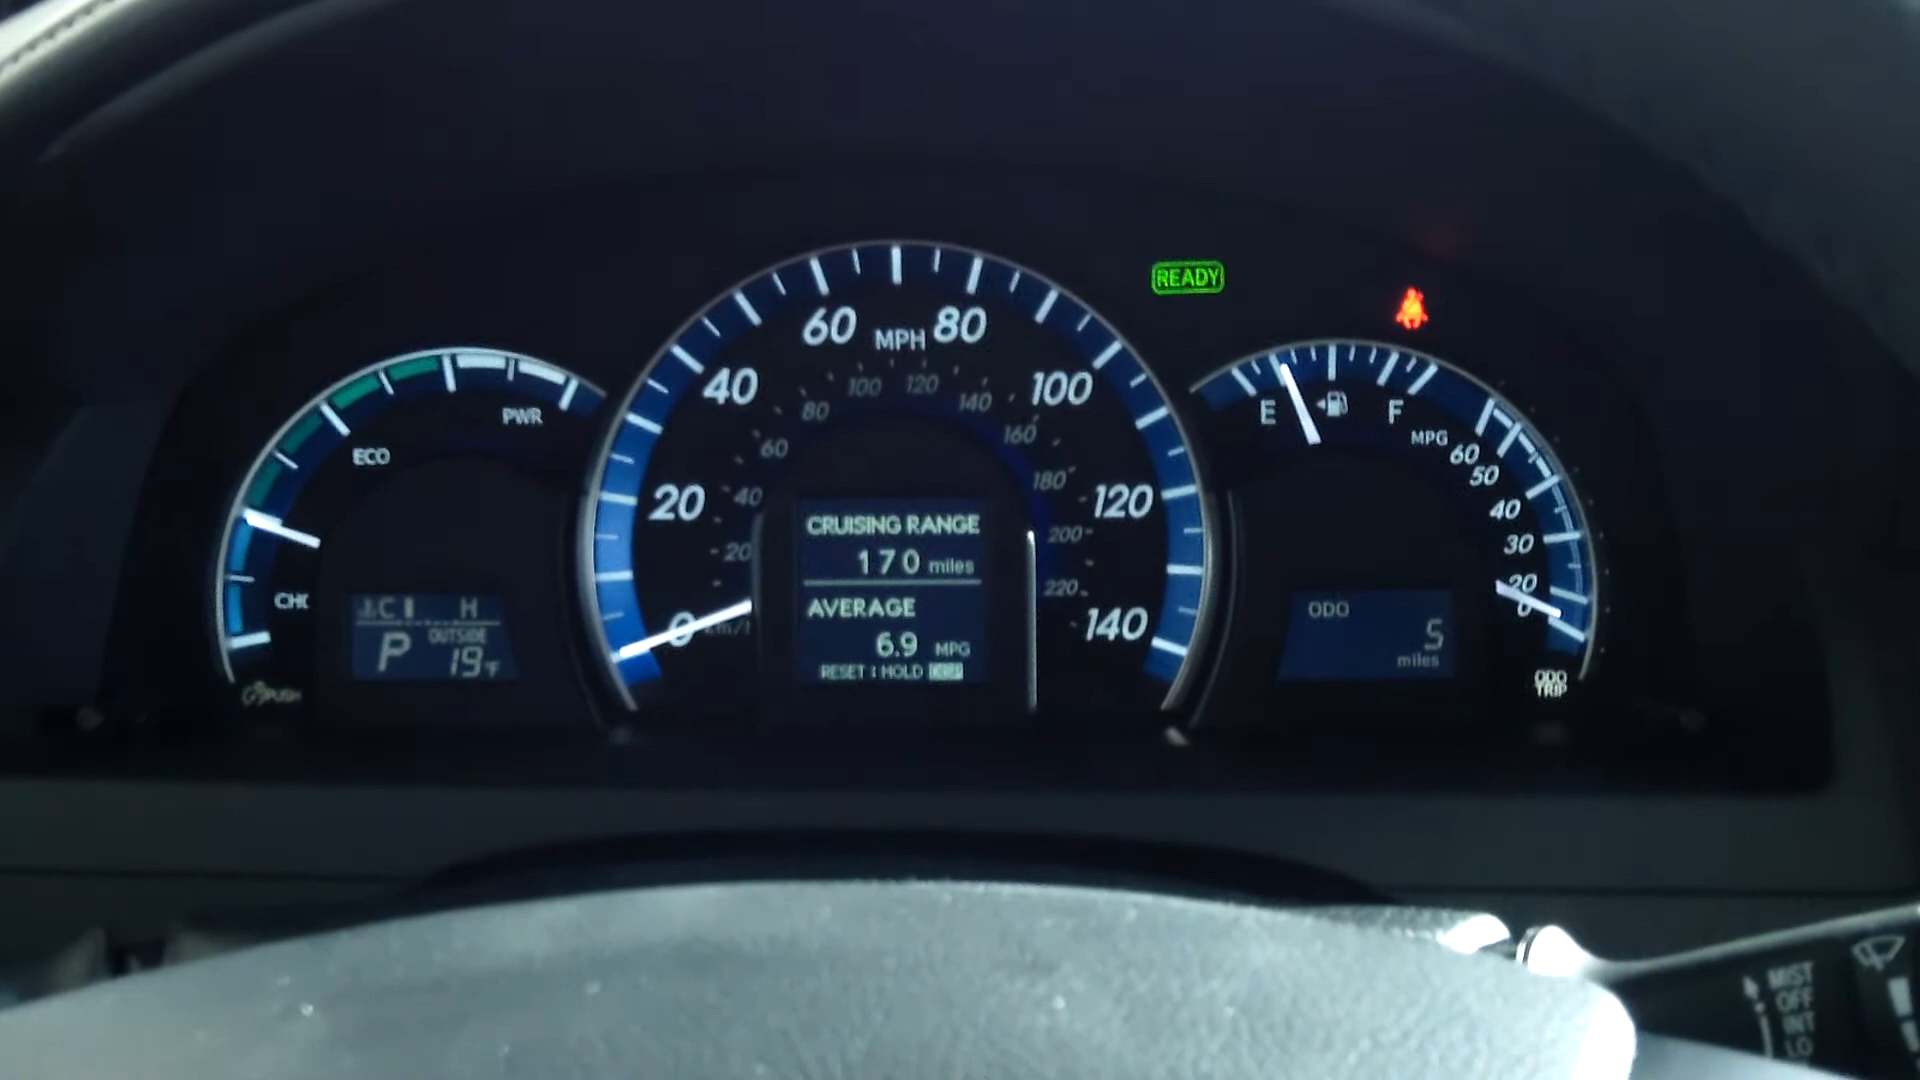 READY
60 MPH 80
40
100
20
120
0
140
100
120
80
140
60
160
40
180
20
200
220
km/h
PWR
ECO
C H
P
OUTSIDE
19°F
PUSH
CRUISING RANGE
170 miles
AVERAGE
6.9 MPG
RESET : HOLD
E
F
MPG
60
50
40
30
20
0
ODO
5
miles
ODO
TRIP
MIST
OFF
INT
LO